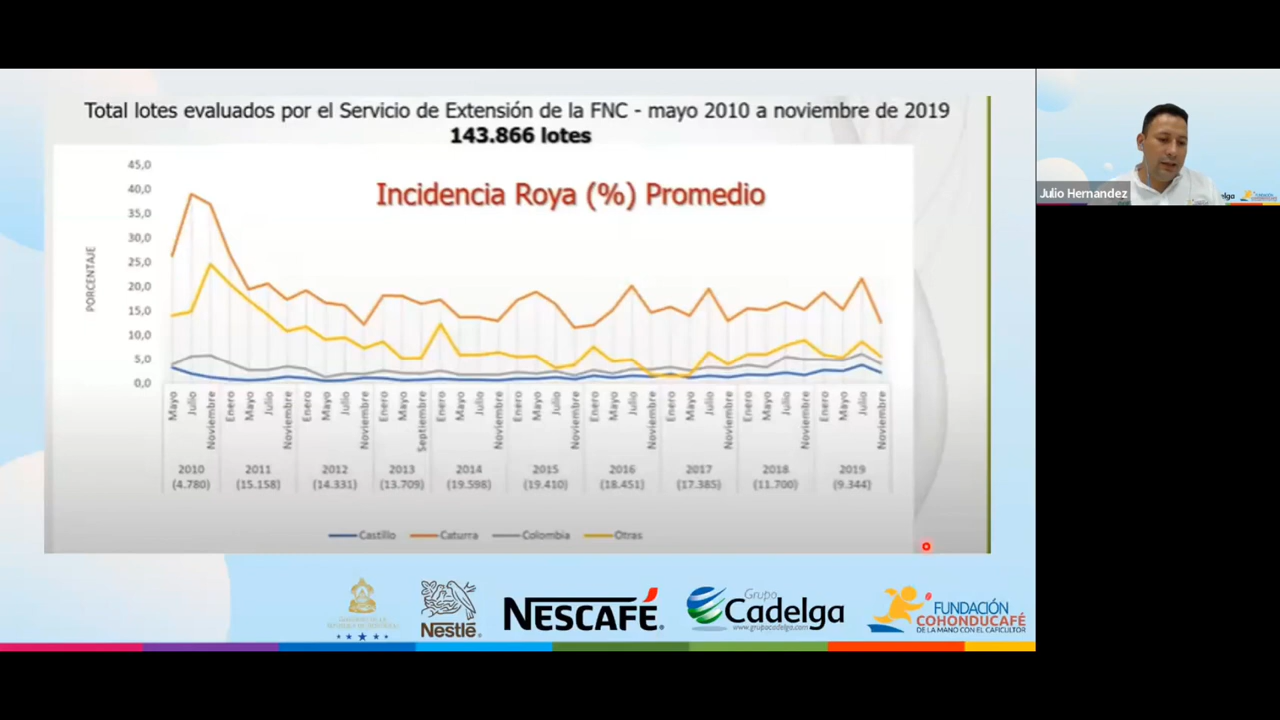 Total lotes evaluados por el Servicio de Extensión de la FNC - mayo 2010 a noviembre de 2019
143.866 lotes
Incidencia Roya (%) Promedio
PORCENTAJE
45,0
40,0
35,0
30,0
25,0
20,0
15,0
10,0
5,0
0,0
Mayo Julio Noviembre Enero Mayo Julio Noviembre Enero Mayo Julio Noviembre Enero Mayo Septiembre Enero Mayo Julio Noviembre Enero Mayo Julio Noviembre Enero Mayo Julio Noviembre Enero Mayo Julio Noviembre Enero Mayo Julio Noviembre Enero Mayo Julio Noviembre
2010 2011 2012 2013 2014 2015 2016 2017 2018 2019
(4.780) (15.158) (14.331) (13.709) (19.598) (19.410) (18.451) (17.385) (11.700) (9.344)
Castillo Caturra Colombia Otras
Julio Hernandez
Nestlé
NESCAFÉ
Grupo
Cadelga
www.grupocadelga.com
FUNDACIÓN
COHONDUCAFÉ
DE LA MANO CON EL CAFICULTOR